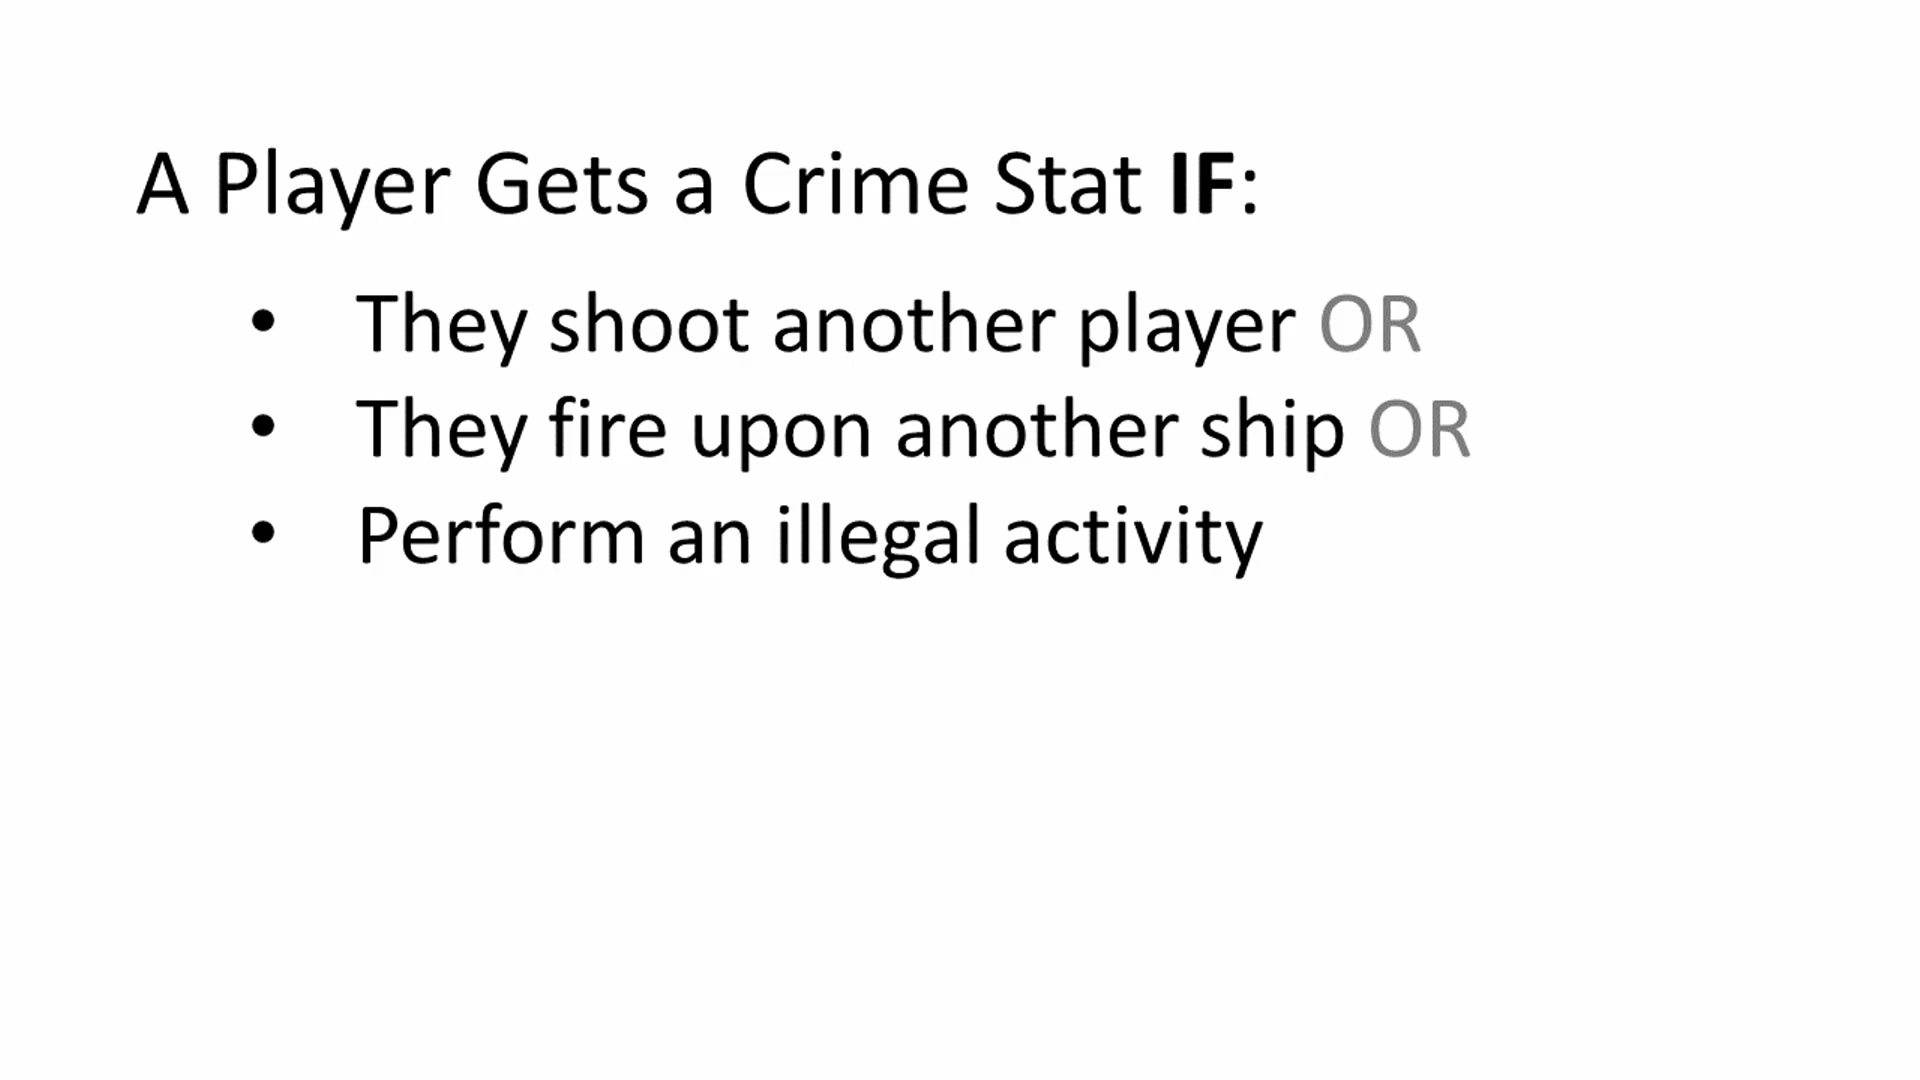 A Player Gets a Crime Stat IF:
• They shoot another player OR
• They fire upon another ship OR
• Perform an illegal activity